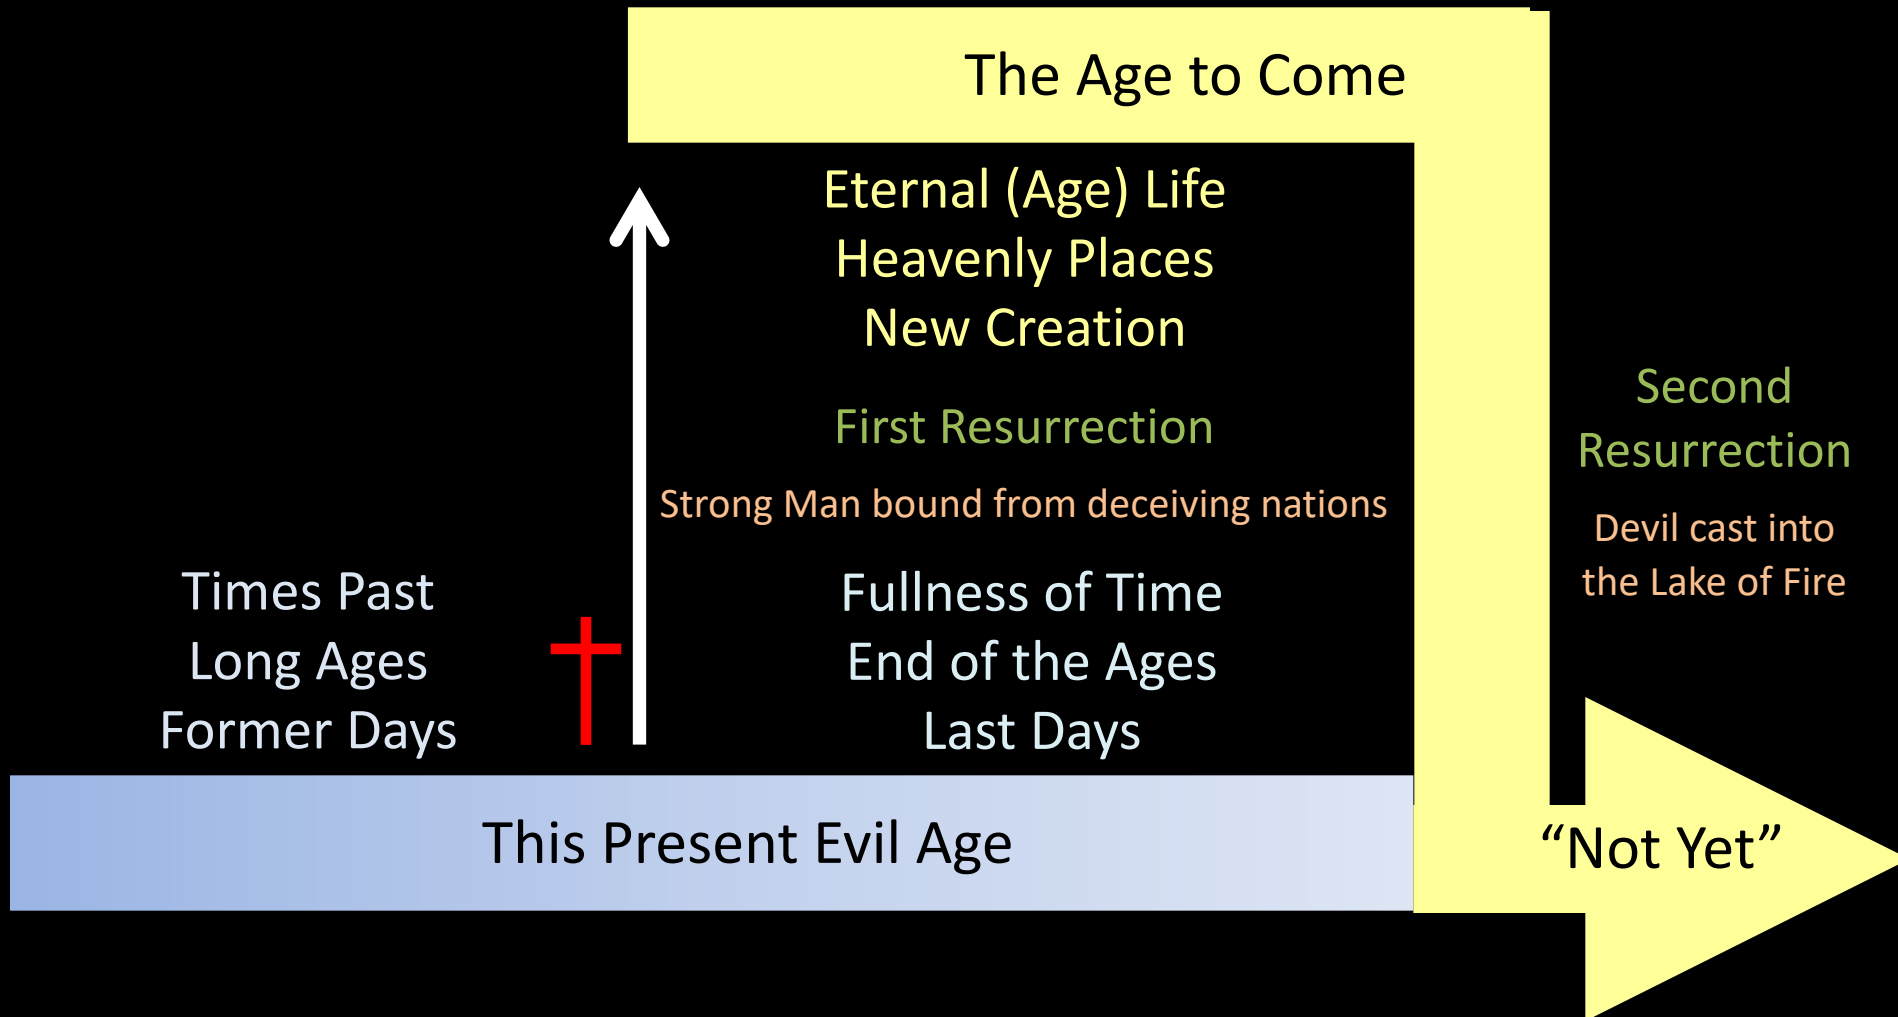 The Age to Come
Eternal (Age) Life
Heavenly Places
New Creation
First Resurrection
Strong Man bound from deceiving nations
Second
Resurrection
Devil cast into
the Lake of Fire
Times Past
Long Ages
Former Days
Fullness of Time
End of the Ages
Last Days
This Present Evil Age
“Not Yet”